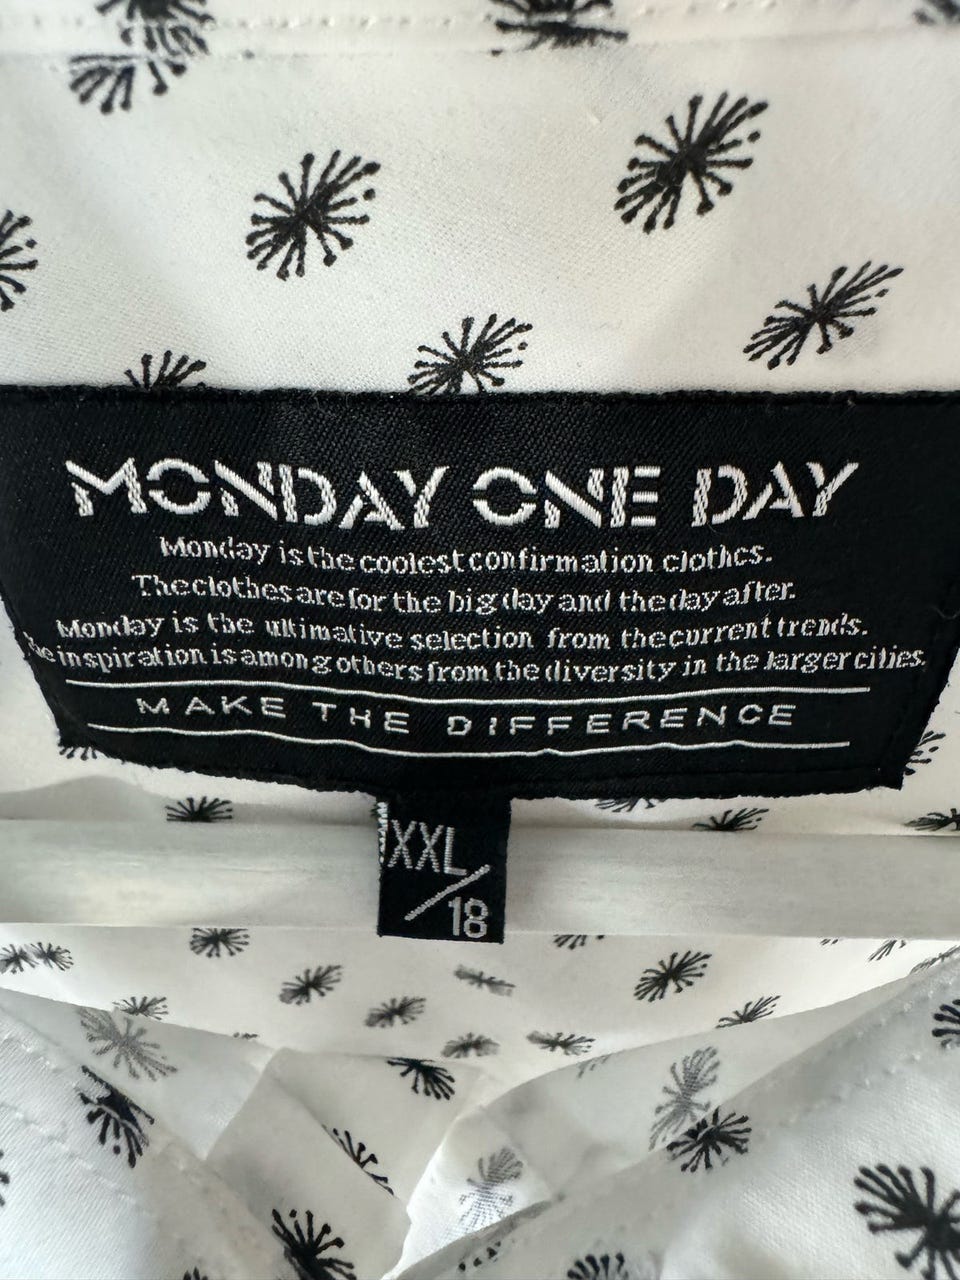 MONDAY ONE DAY
Monday is the coolest confirmation clothes.
The clothes are for the big day and the day after.
Monday is the ultimative selection from the current trends.
The inspiration is among others from the diversity in the larger cities.
MAKE THE DIFFERENCE
XXL/18